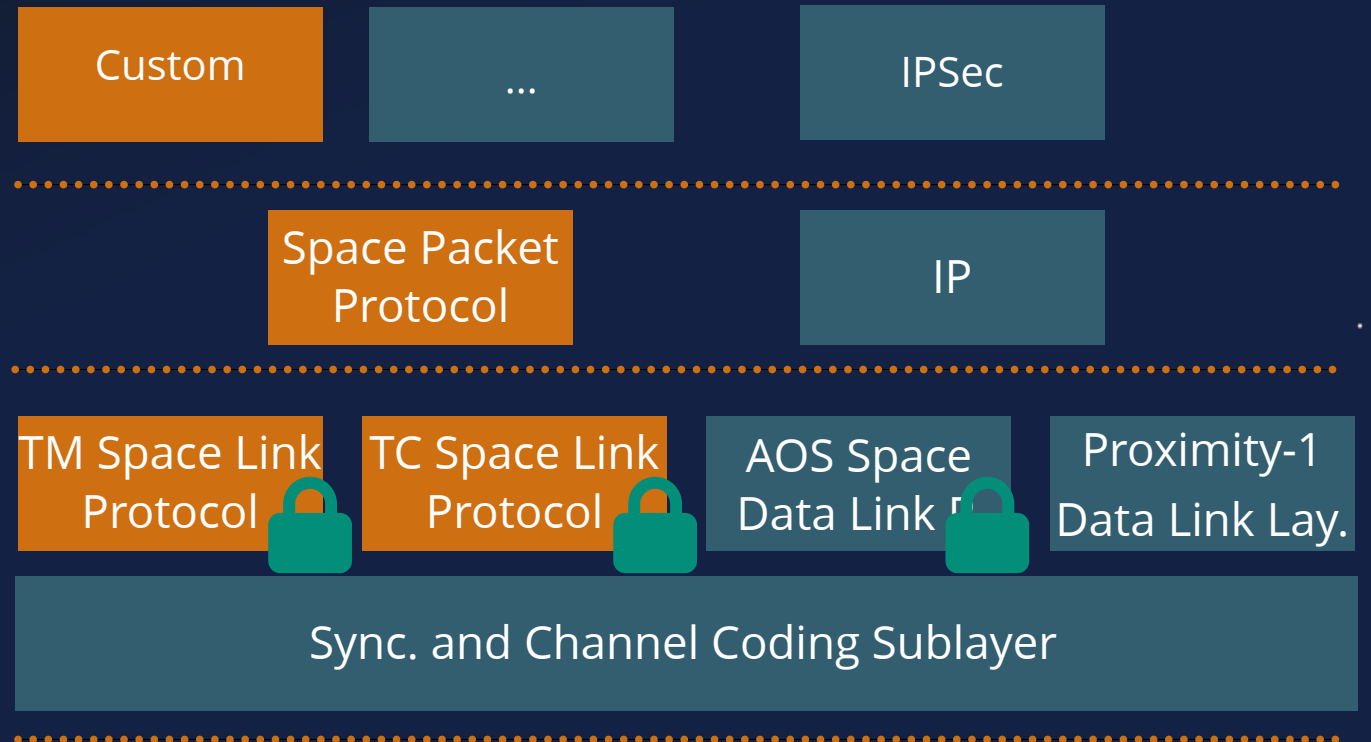 Custom
...
IPSec
Space Packet
Protocol
IP
TM Space Link
Protocol
TC Space Link
Protocol
AOS Space
Data Link
Proximity-1
Data Link Lay.
Sync. and Channel Coding Sublayer